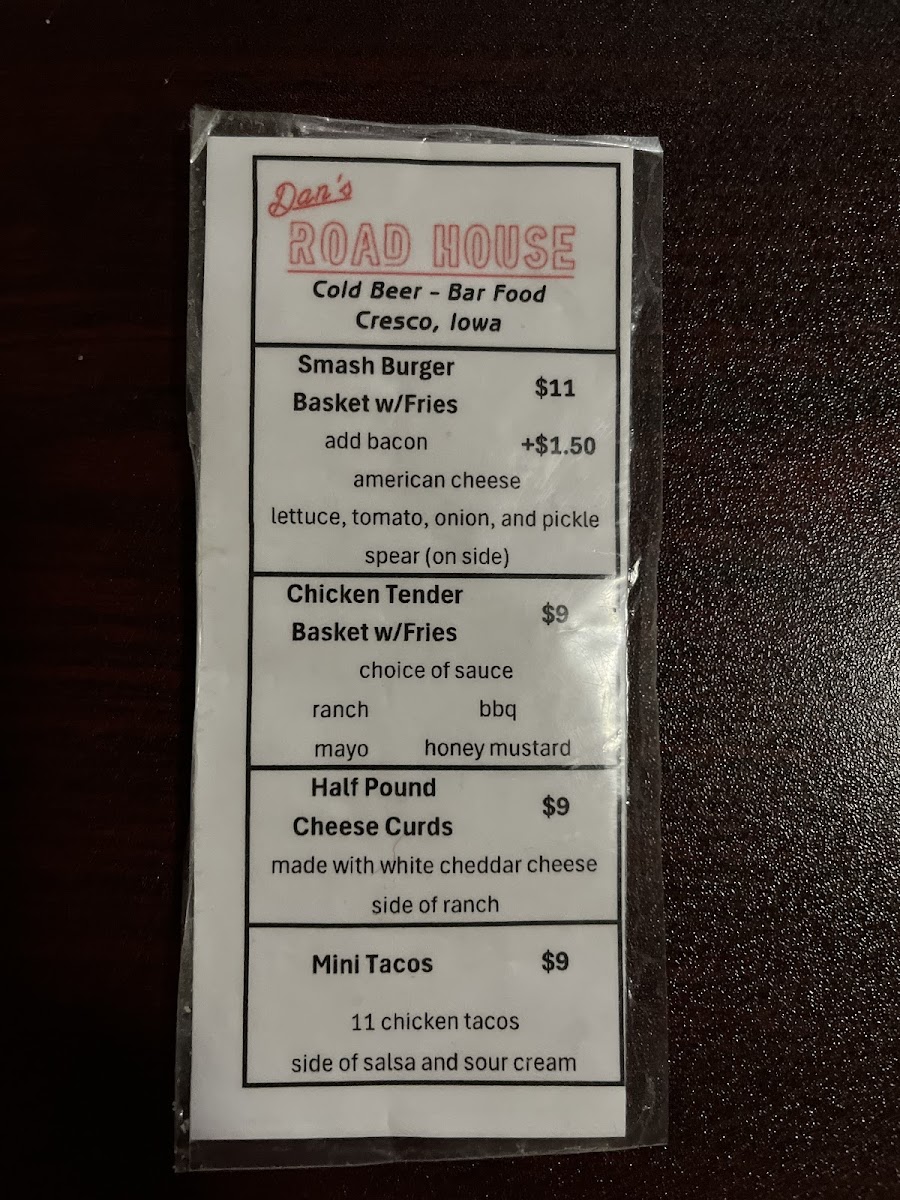 Dan's
ROAD HOUSE
Cold Beer - Bar Food
Cresco, Iowa
Smash Burger
Basket w/Fries
$11
add bacon +$1.50
american cheese
lettuce, tomato, onion, and pickle
spear (on side)
Chicken Tender
Basket w/Fries
$9
choice of sauce
ranch bbq
mayo honey mustard
Half Pound
Cheese Curds
$9
made with white cheddar cheese
side of ranch
Mini Tacos $9
11 chicken tacos
side of salsa and sour cream